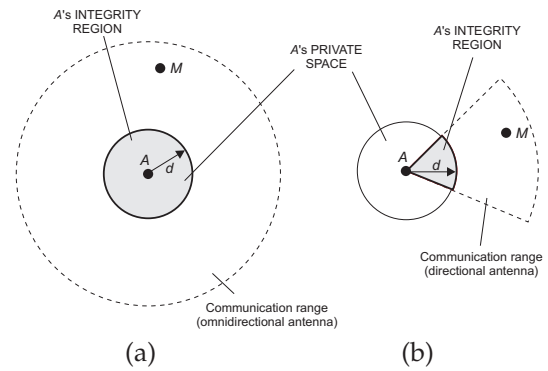 A's INTEGRITY
REGION
M
A
d
A's PRIVATE
SPACE
Communication range
(omnidirectional antenna)
(a)
A's INTEGRITY
REGION
M
A
d
Communication range
(directional antenna)
(b)